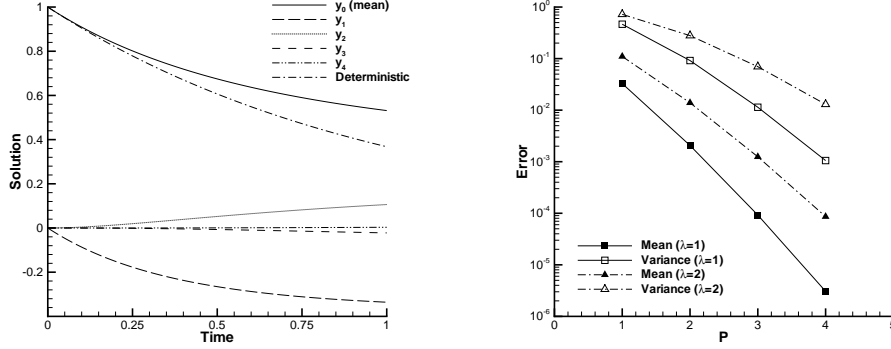 y0 (mean)
y1
y2
y3
y4
Deterministic
1
0.8
0.6
0.4
0.2
0
-0.2
Solution
0
0.25
0.5
0.75
1
Time
10^0
10^-1
10^-2
10^-3
10^-4
10^-5
10^-6
Error
Mean (λ=1)
Variance (λ=1)
Mean (λ=2)
Variance (λ=2)
0
1
2
3
4
5
P